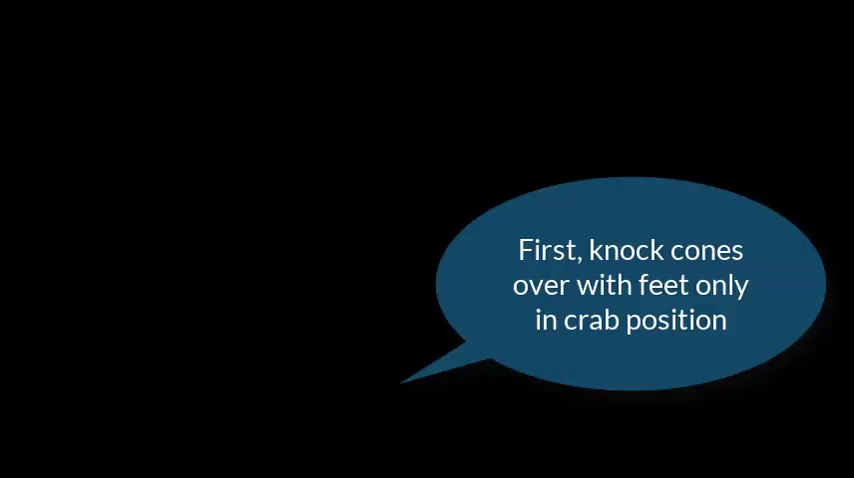 First, knock cones
over with feet only
in crab position